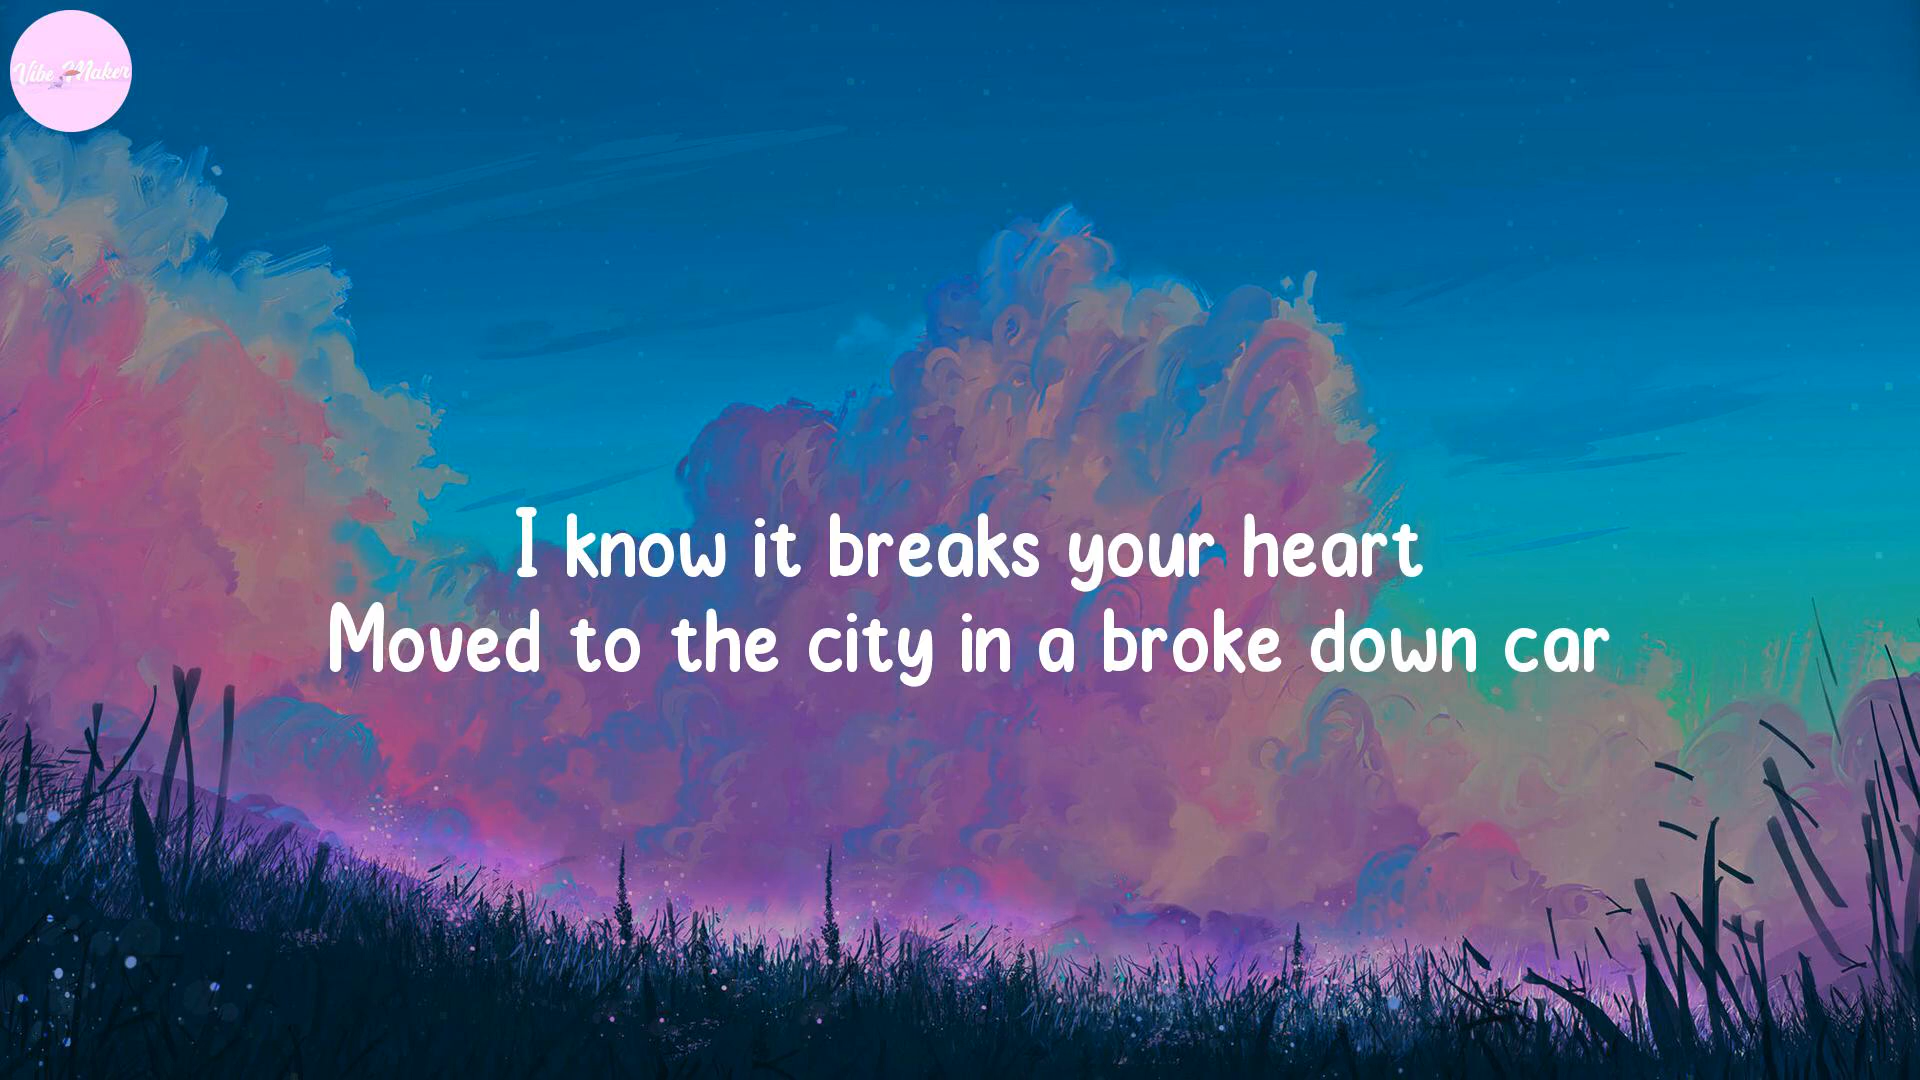 Vibe Maker
I know it breaks your heart
Moved to the city in a broke down car